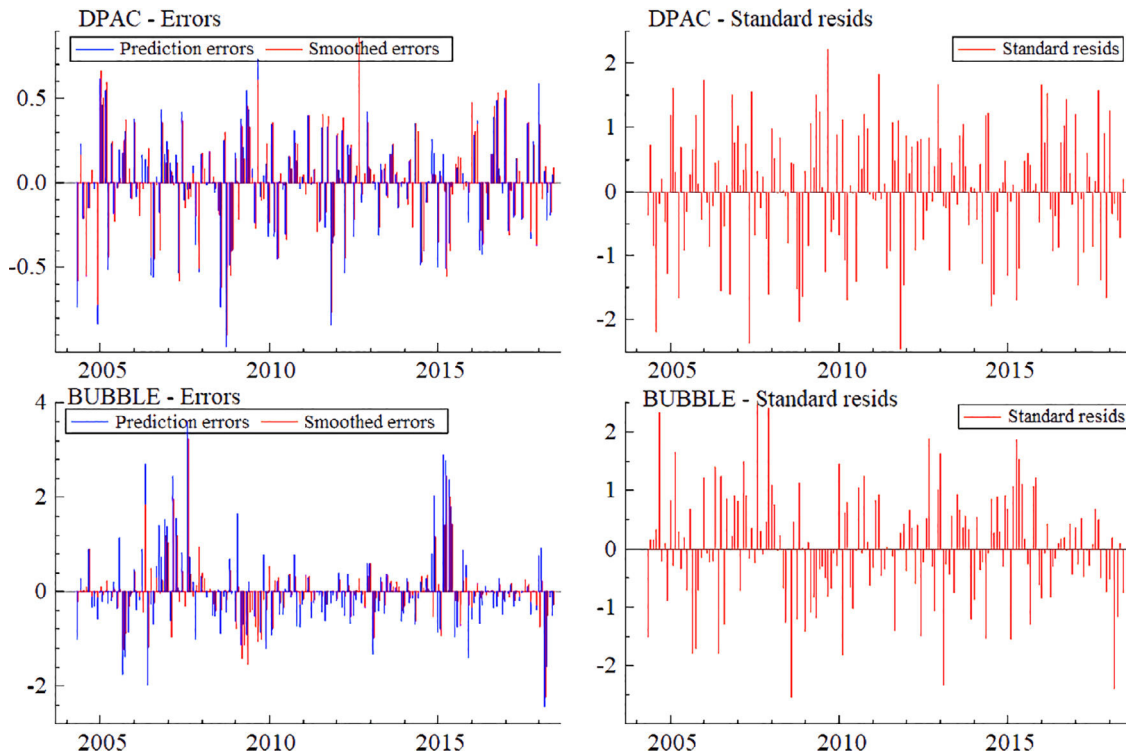 DPAC - Errors
Prediction errors Smoothed errors
0.5
0.0
-0.5
2005 2010 2015
DPAC - Standard resids
Standard resids
2
1
0
-1
-2
2005 2010 2015
BUBBLE - Errors
Prediction errors Smoothed errors
4
2
0
-2
2005 2010 2015
BUBBLE - Standard resids
Standard resids
2
1
0
-1
-2
2005 2010 2015